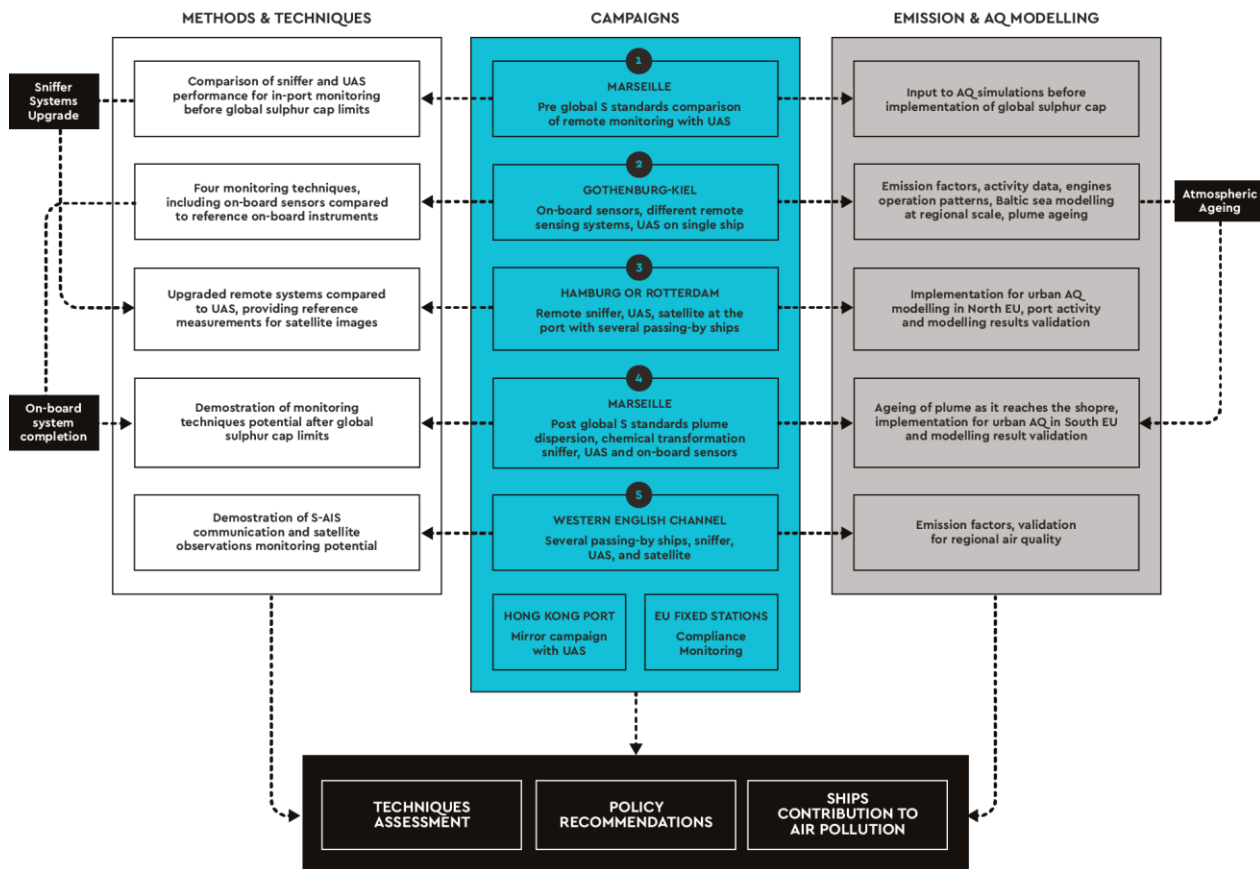 METHODS & TECHNIQUES
CAMPAIGNS
EMISSION & AQ MODELLING
Sniffer
Systems
Upgrade
Comparison of sniffer and UAS
performance for in-port monitoring
before global sulphur cap limits
1
MARSEILLE
Pre global S standards comparison
of remote monitoring with UAS
Input to AQ simulations before
implementation of global sulphur cap
Four monitoring techniques,
including on-board sensors compared
to reference on-board instruments
2
GOTHENBURG-KIEL
On-board sensors, different remote
sensing systems, UAS on single ship
Emission factors, activity data, engines
operation patterns, Baltic sea modelling
at regional scale, plume ageing
Atmospheric
Ageing
Upgraded remote systems compared
to UAS, providing reference
measurements for satellite images
3
HAMBURG OR ROTTERDAM
Remote sniffer, UAS, satellite at the
port with several passing-by ships
Implementation for urban AQ
modelling in North EU, port activity
and modelling results validation
On-board
system
completion
Demostration of monitoring
techniques potential after global
sulphur cap limits
4
MARSEILLE
Post global S standards plume
dispersion, chemical transformation
sniffer, UAS and on-board sensors
Ageing of plume as it reaches the shopre,
implementation for urban AQ in South EU
and modelling result validation
Demostration of S-AIS
communication and satellite
observations monitoring potential
5
WESTERN ENGLISH CHANNEL
Several passing-by ships, sniffer,
UAS, and satellite
Emission factors, validation
for regional air quality
HONG KONG PORT
Mirror campaign
with UAS
EU FIXED STATIONS
Compliance
Monitoring
TECHNIQUES
ASSESSMENT
POLICY
RECOMMENDATIONS
SHIPS
CONTRIBUTION TO
AIR POLLUTION